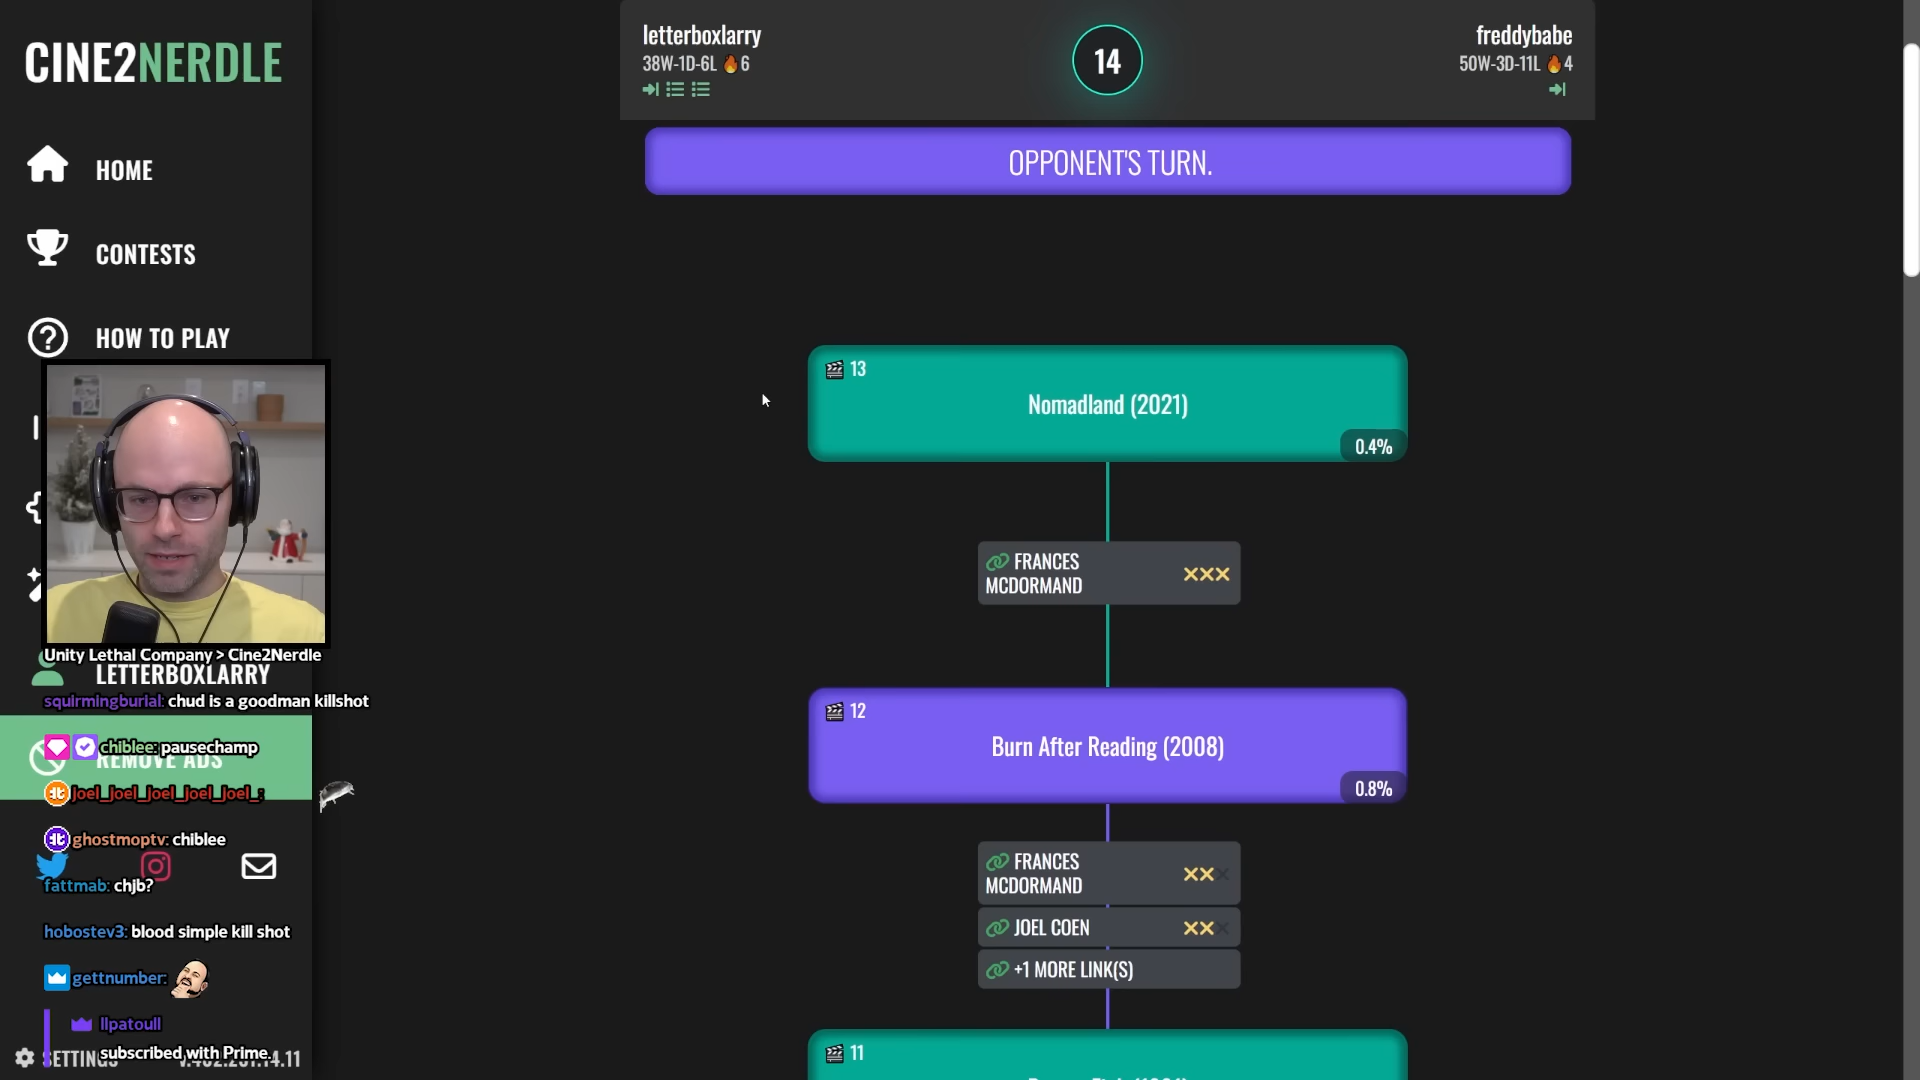 CINE2NERDLE
HOME
CONTESTS
HOW TO PLAY
LETTERBOXLARRY
REMOVE ADS
SETTINGS
letterboxlarry
38W-1D-6L 🔥6
14
freddybabe
50W-3D-11L 🔥4
OPPONENT'S TURN.
13
Nomadland (2021)
0.4%
FRANCES
MCDORMAND
12
Burn After Reading (2008)
0.8%
FRANCES
MCDORMAND
JOEL COEN
+1 MORE LINK(S)
11
Unity Lethal Company > Cine2Nerdle
squirmingburial: chud is a goodman killshot
chiblee: pausechamp
Joel_Joel_Joel_Joel_Joel_:
ghostmoptv: chiblee
fattmab: chjb?
hobostev3: blood simple kill shot
gettnumber:
llpatoull
subscribed with Prime.